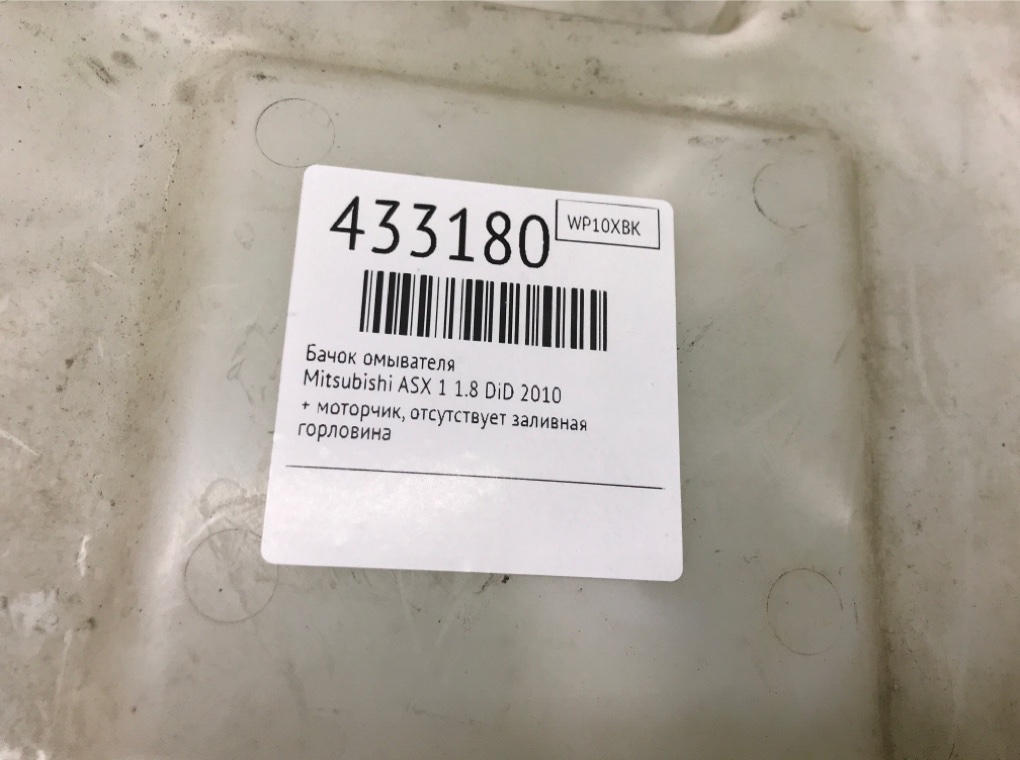 433180
WP10XBK
Бачок омывателя
Mitsubishi ASX 1 1.8 DiD 2010
+ моторчик, отсутствует заливная
горловина